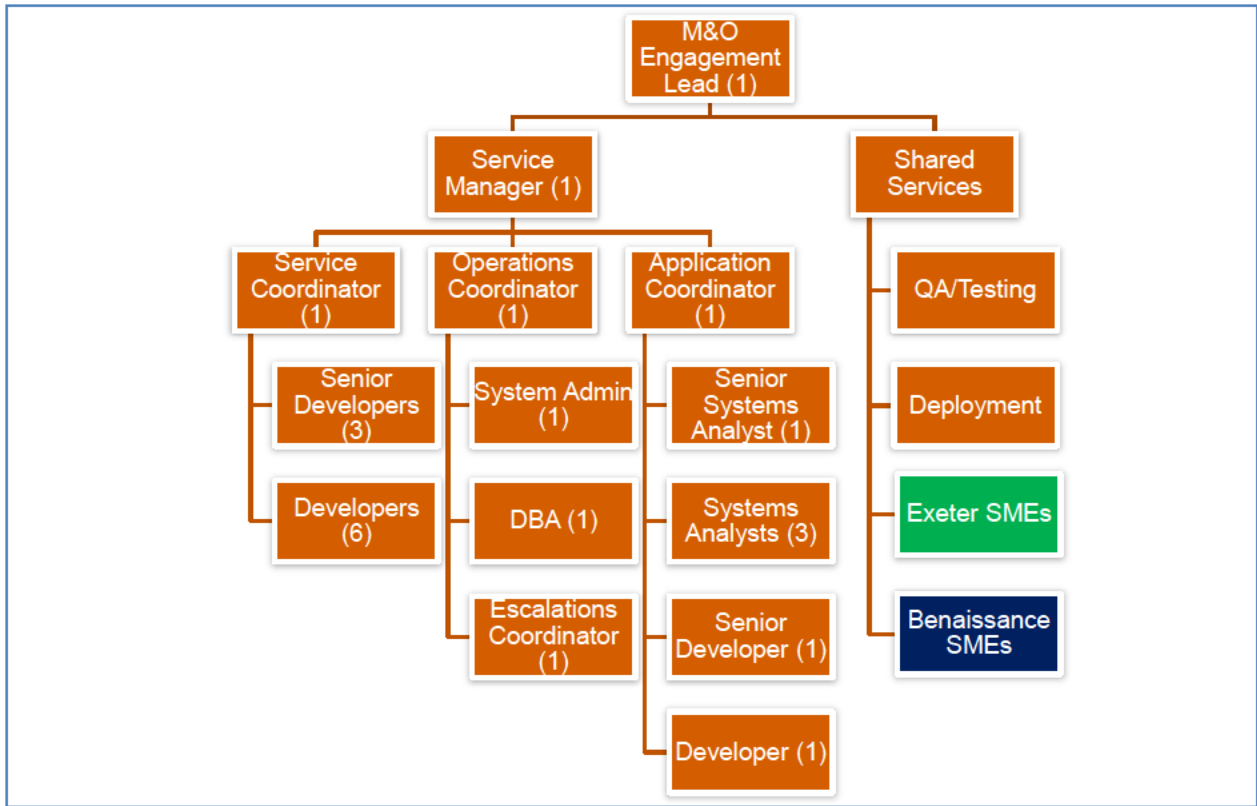 M&O
Engagement
Lead (1)
Service
Manager (1)
Shared
Services
Service
Coordinator
(1)
Operations
Coordinator
(1)
Application
Coordinator
(1)
QA/Testing
Senior
Developers
(3)
System Admin
(1)
Senior
Systems
Analyst (1)
Deployment
Developers
(6)
DBA (1)
Systems
Analysts (3)
Exeter SMEs
Escalations
Coordinator
(1)
Senior
Developer (1)
Benaissance
SMEs
Developer (1)